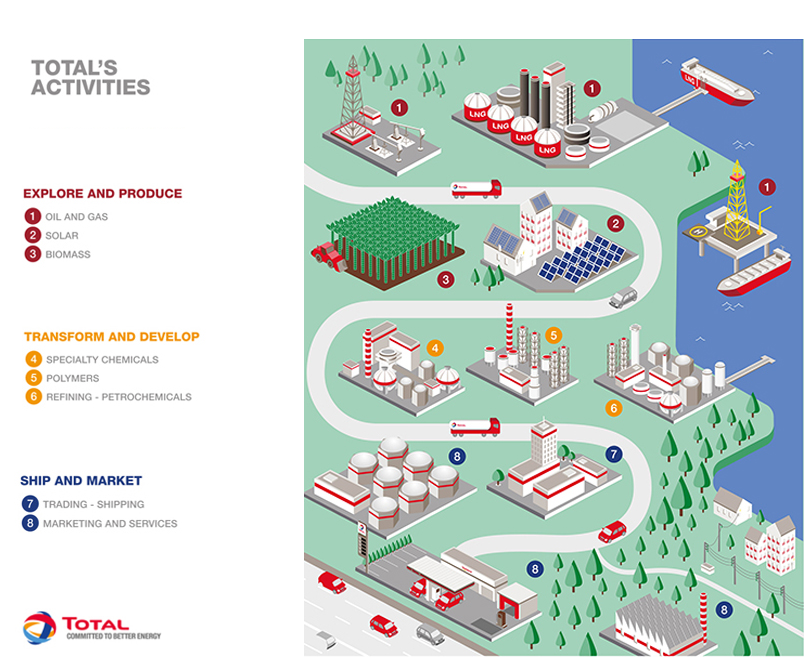 TOTAL'S
ACTIVITIES
EXPLORE AND PRODUCE
1 OIL AND GAS
2 SOLAR
3 BIOMASS
TRANSFORM AND DEVELOP
4 SPECIALTY CHEMICALS
5 POLYMERS
6 REFINING - PETROCHEMICALS
SHIP AND MARKET
7 TRADING - SHIPPING
8 MARKETING AND SERVICES
TOTAL
COMMITTED TO BETTER ENERGY
1
1
LNG
LNG
LNG
LNG
LNG
1
Total
2
H
3
4
5
6
Total
8
7
8
8